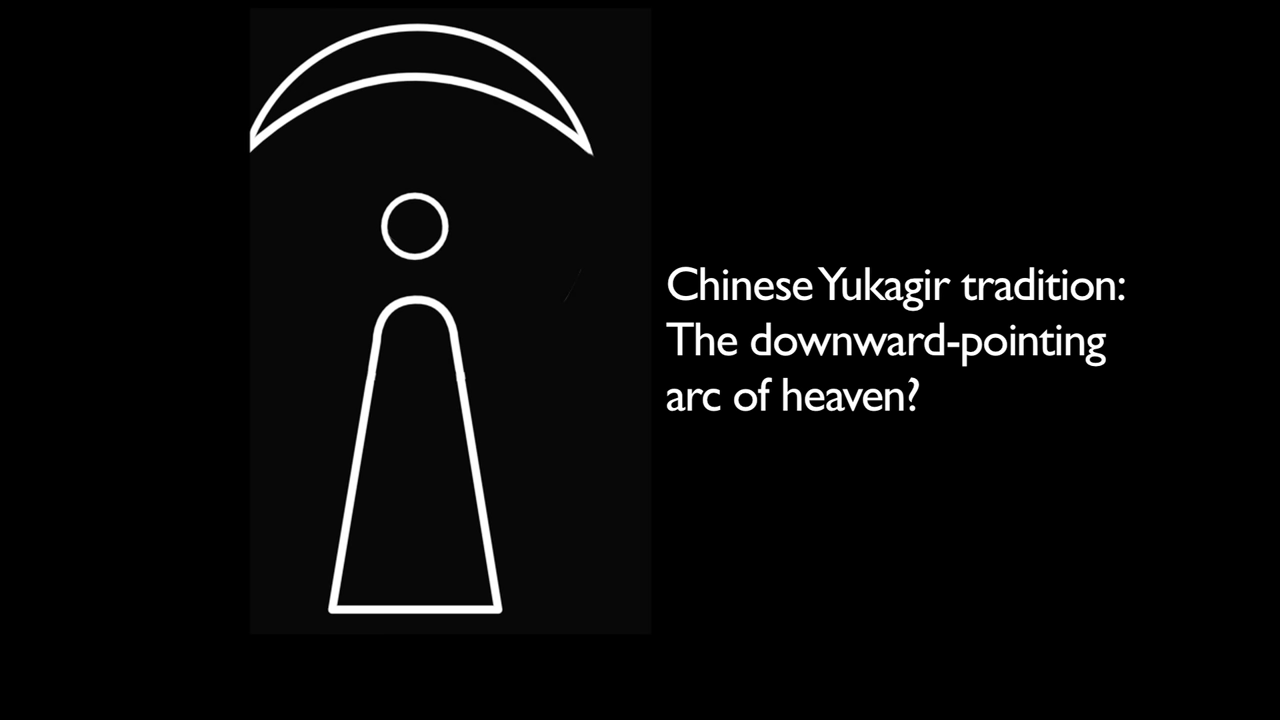 Chinese Yukagir tradition:
The downward-pointing
arc of heaven?